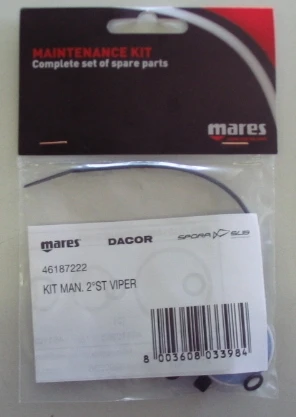 MAINTENANCE KIT
Complete set of spare parts
mares
mares DACOR SPORASUB
46187222
KIT MAN. 2°ST VIPER
8 003608 033984